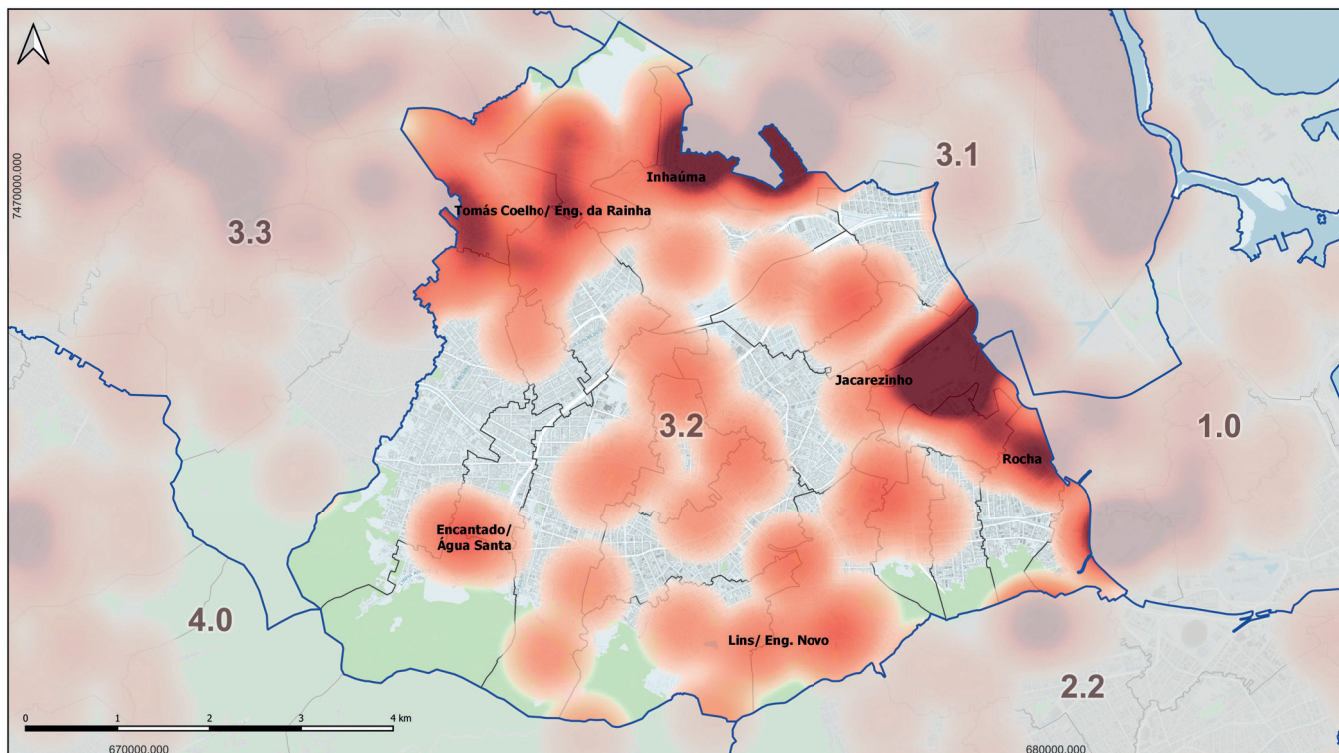 3.1
7470000.000
Inhaúma
Tomás Coelho/ Eng. da Rainha
3.3
Jacarezinho
3.2
1.0
Rocha
Encantado/
Água Santa
4.0
Lins/ Eng. Novo
2.2
0 1 2 3 4 km
670000.000 680000.000